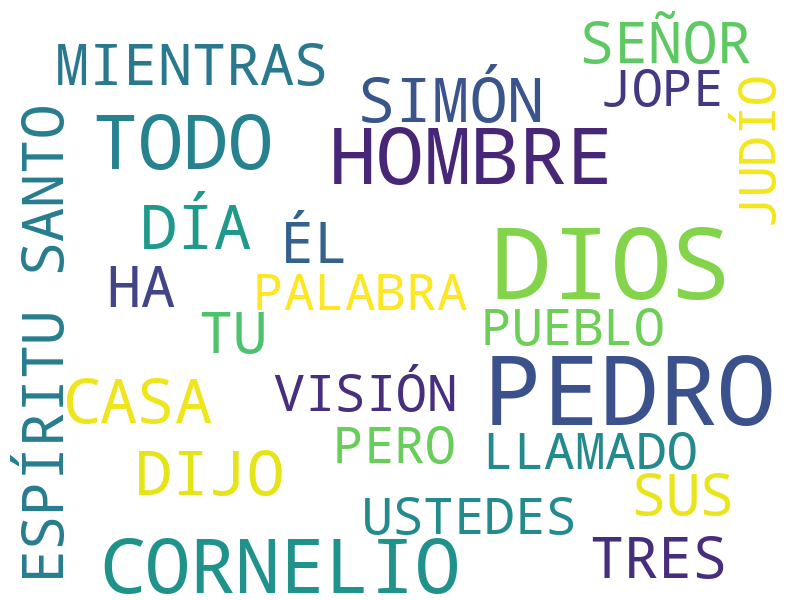 SEÑOR
MIENTRAS
SIMÓN
JOPE
JUDÍO
TODO
HOMBRE
ESPÍRITU SANTO
DÍA
ÉL
DIOS
HA
PALABRA
TU
PUEBLO
VISIÓN
PEDRO
CASA
PERO
LLAMADO
DIJO
SUS
USTEDES
CORNELIO
TRES